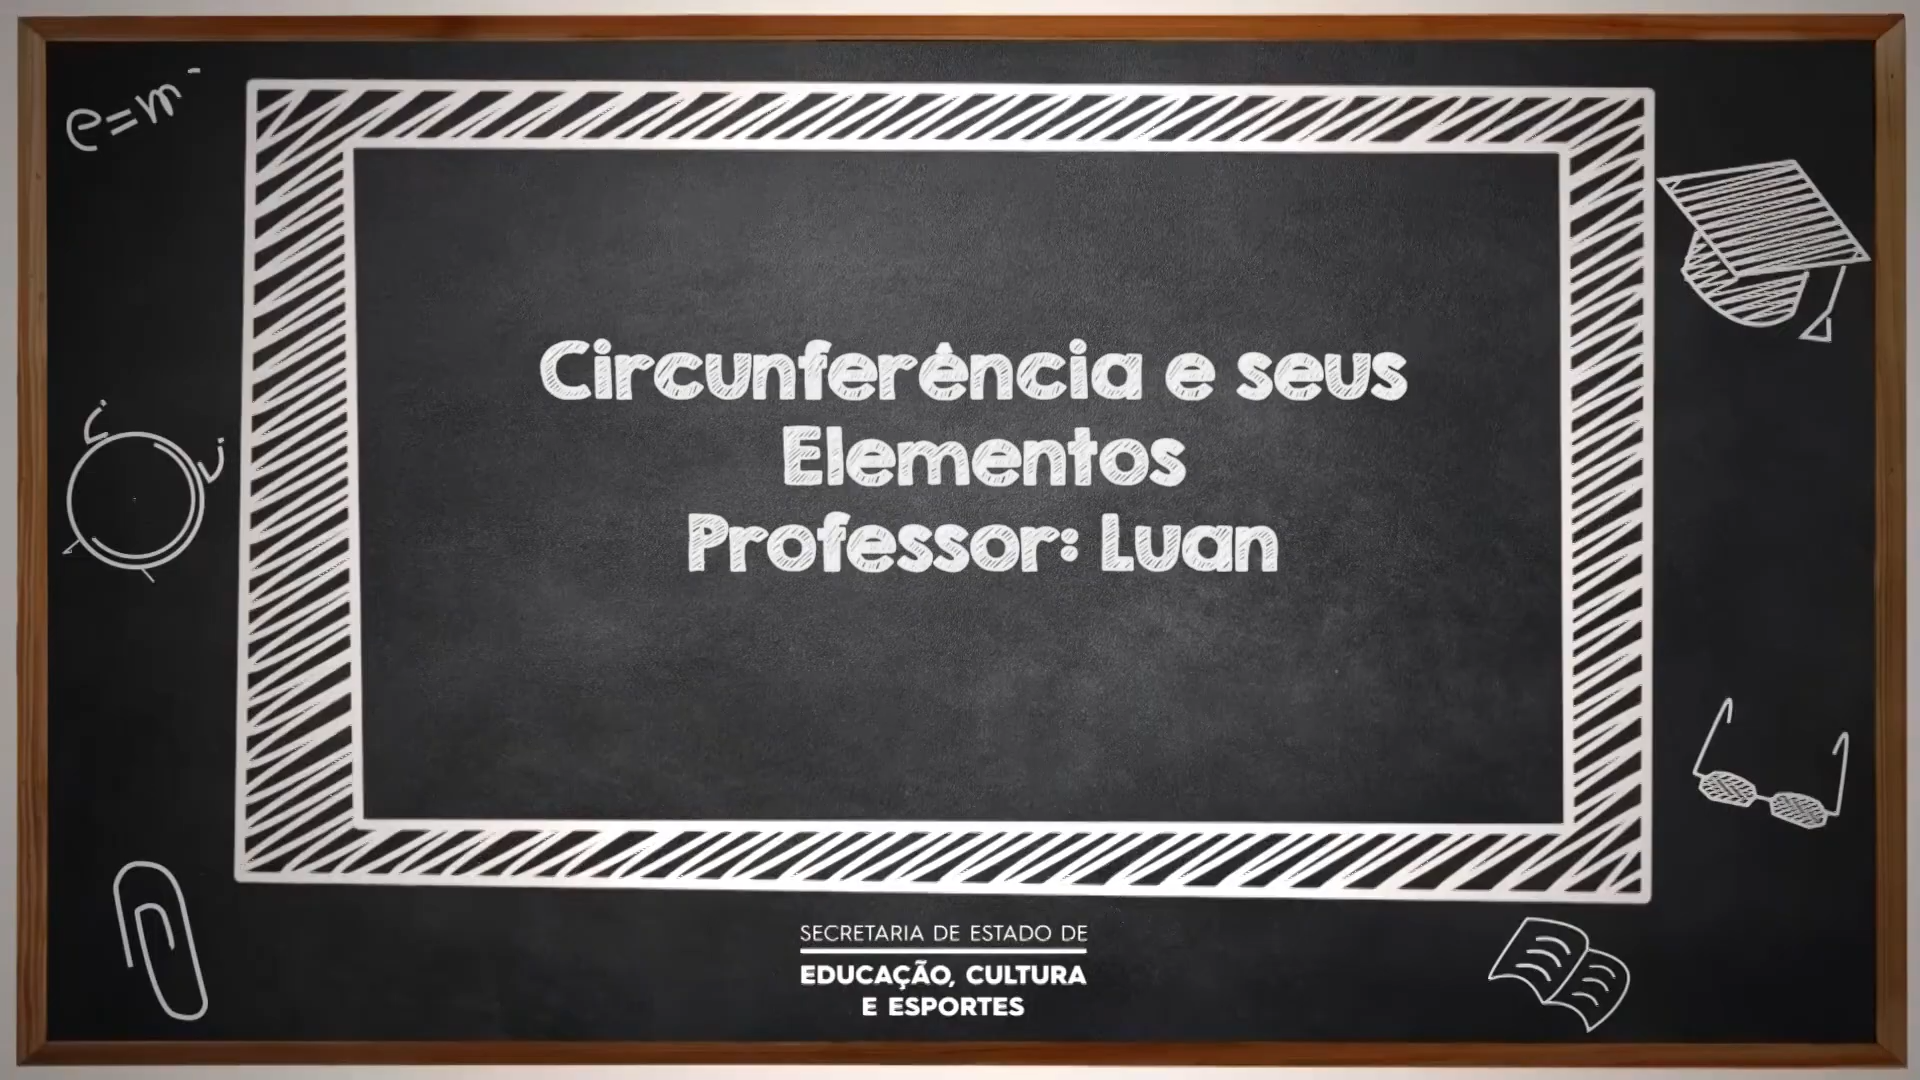 e=m
Circunferência e seus
Elementos
Professor: Luan
SECRETARIA DE ESTADO DE
EDUCAÇÃO, CULTURA
E ESPORTES